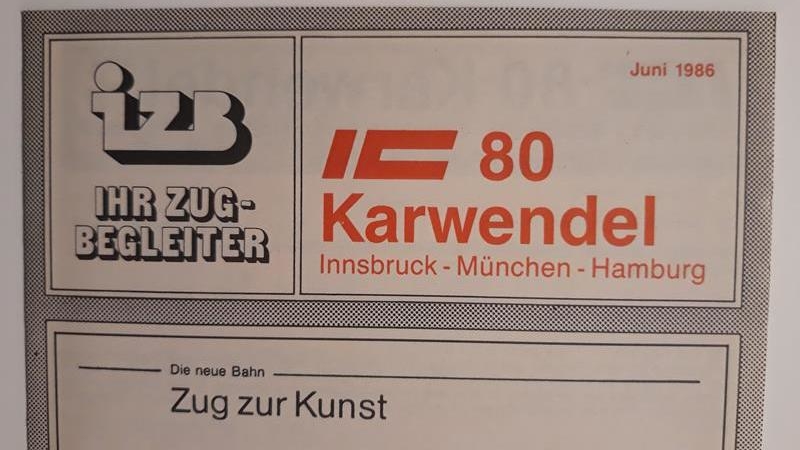 izb
IHR ZUG-
BEGLEITER
Juni 1986
IC 80
Karwendel
Innsbruck - München - Hamburg
Die neue Bahn
Zug zur Kunst